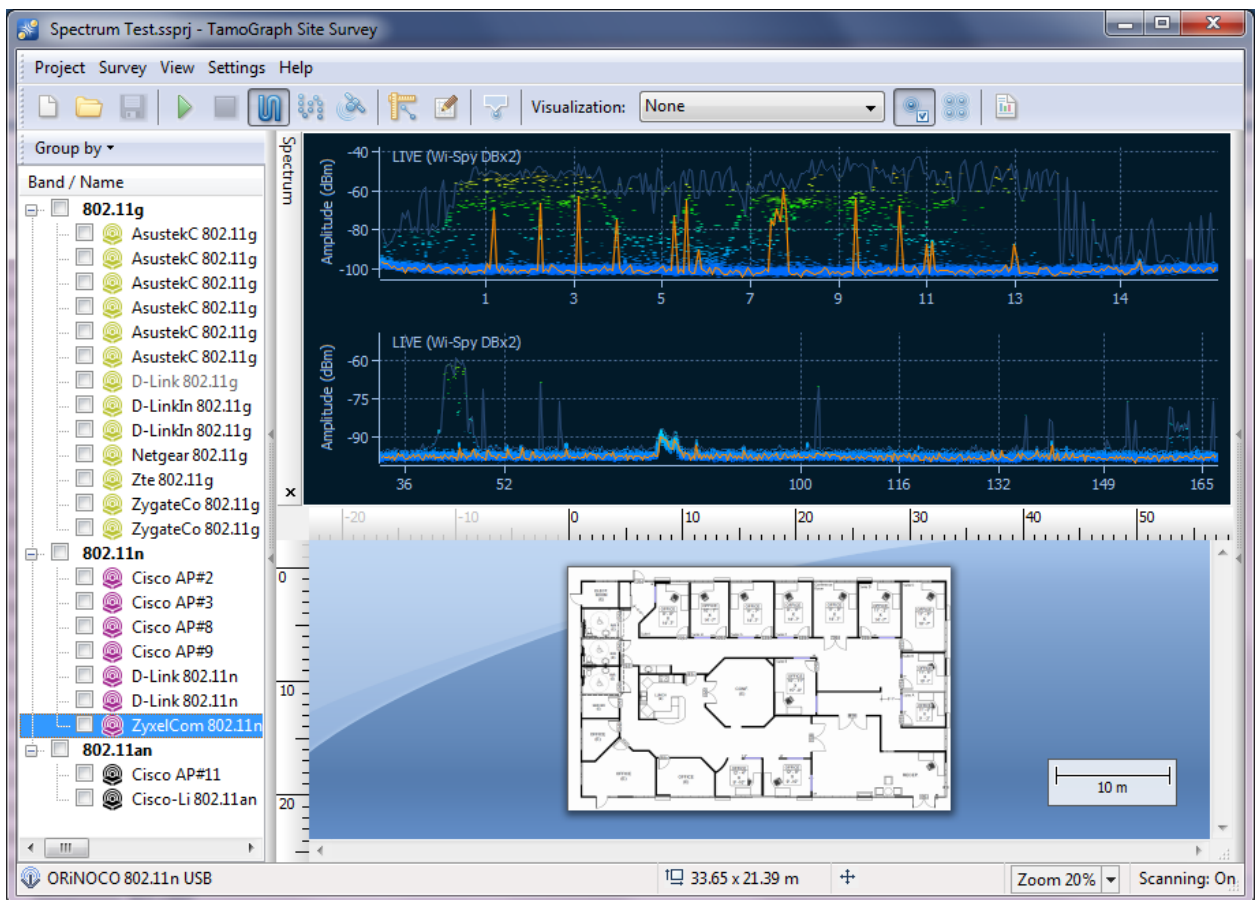 Spectrum Test.ssprj - TamoGraph Site Survey
Project Survey View Settings Help
Visualization: None
Group by
Band / Name
802.11g
AsustekC 802.11g
AsustekC 802.11g
AsustekC 802.11g
AsustekC 802.11g
AsustekC 802.11g
AsustekC 802.11g
D-Link 802.11g
D-LinkIn 802.11g
D-LinkIn 802.11g
Netgear 802.11g
Zte 802.11g
ZygateCo 802.11g
ZygateCo 802.11g
802.11n
Cisco AP#2
Cisco AP#3
Cisco AP#8
Cisco AP#9
D-Link 802.11n
D-Link 802.11n
ZyxelCom 802.11n
802.11an
Cisco AP#11
Cisco-Li 802.11an
Spectrum
x
LIVE (Wi-Spy DBx2)
Amplitude (dBm)
-40
-60
-80
-100
1 3 5 7 9 11 13 14
LIVE (Wi-Spy DBx2)
Amplitude (dBm)
-60
-75
-90
36 52 100 116 132 149 165
-20 -10 0 10 20 30 40 50
0
10
20
10 m
ORiNOCO 802.11n USB
33.65 x 21.39 m
Zoom 20%
Scanning: On